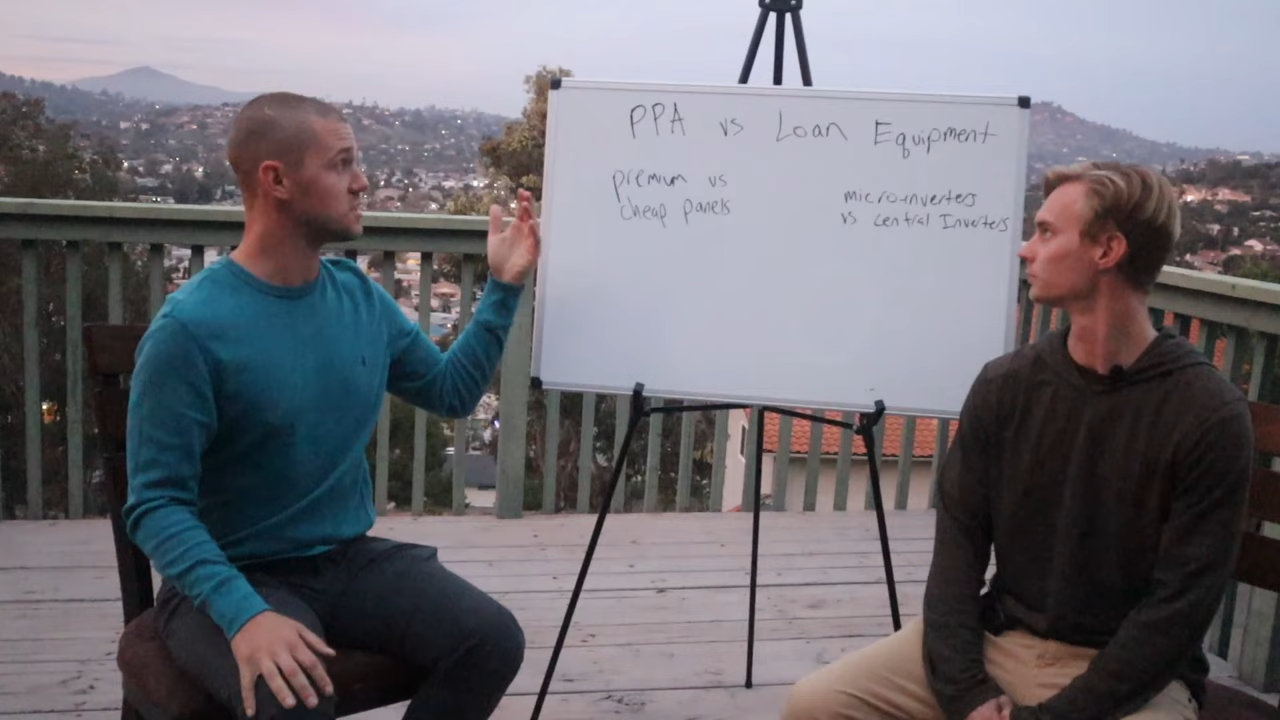 PPA vs Loan Equipment
premium vs
cheap panels
micro-inverters
vs Central Inverters